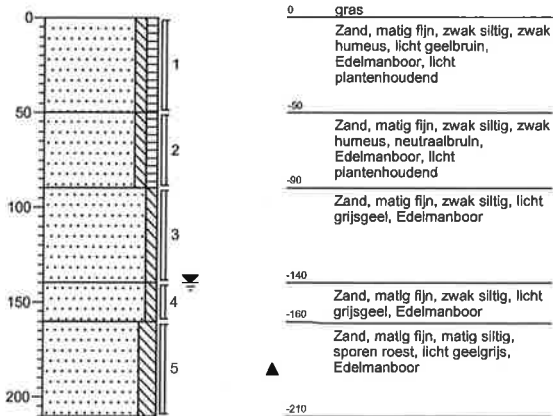 0
50
100
150
200
1
2
3
4
5
0 gras
Zand, matig fijn, zwak siltig, zwak
humeus, licht geelbruin,
Edelmanboor, licht
plantenhoudend
-50
Zand, matig fijn, zwak siltig, zwak
humeus, neutraalbruin,
Edelmanboor, licht
plantenhoudend
-90
Zand, matig fijn, zwak siltig, licht
grijsgeel, Edelmanboor
-140
Zand, matig fijn, zwak siltig, licht
grijsgeel, Edelmanboor
-160
Zand, matig fijn, matig siltig,
sporen roest, licht geelgrijs,
Edelmanboor
-210